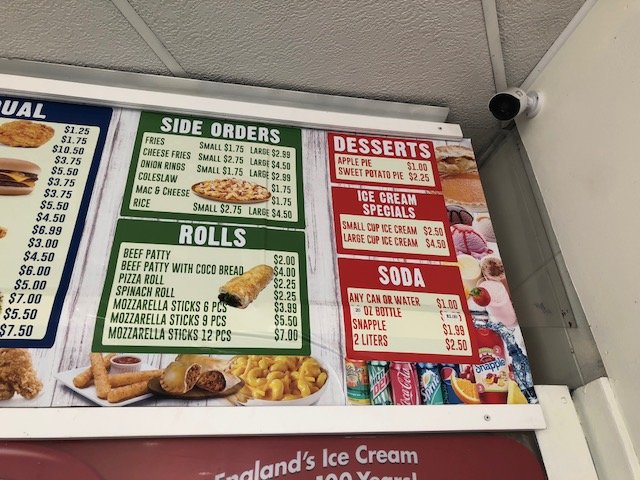 UAL
$1.25
$1.75
$10.50
$3.75
$5.50
$3.75
$3.75
$5.50
$4.50
$6.99
$3.00
$4.50
$6.00
$5.00
$7.00
$5.50
$7.50
SIDE ORDERS
FRIES SMALL $1.75 LARGE $2.99
CHEESE FRIES SMALL $2.75 LARGE $4.50
ONION RINGS SMALL $1.75 LARGE $2.99
COLESLAW $1.75
MAC & CHEESE $1.75
RICE SMALL $2.75 LARGE $4.50
ROLLS
BEEF PATTY $2.00
BEEF PATTY WITH COCO BREAD $4.00
PIZZA ROLL $2.25
SPINACH ROLL $2.25
MOZZARELLA STICKS 6 PCS $3.99
MOZZARELLA STICKS 9 PCS $5.50
MOZZARELLA STICKS 12 PCS $7.00
DESSERTS
APPLE PIE $1.00
SWEET POTATO PIE $2.25
ICE CREAM
SPECIALS
SMALL CUP ICE CREAM $2.50
LARGE CUP ICE CREAM $4.50
SODA
ANY CAN OR WATER $1.00
20 OZ BOTTLE
SNAPPLE $1.99
2 LITERS $2.50
Coca-Cola
Snapple
England's Ice Cream
100 Years!